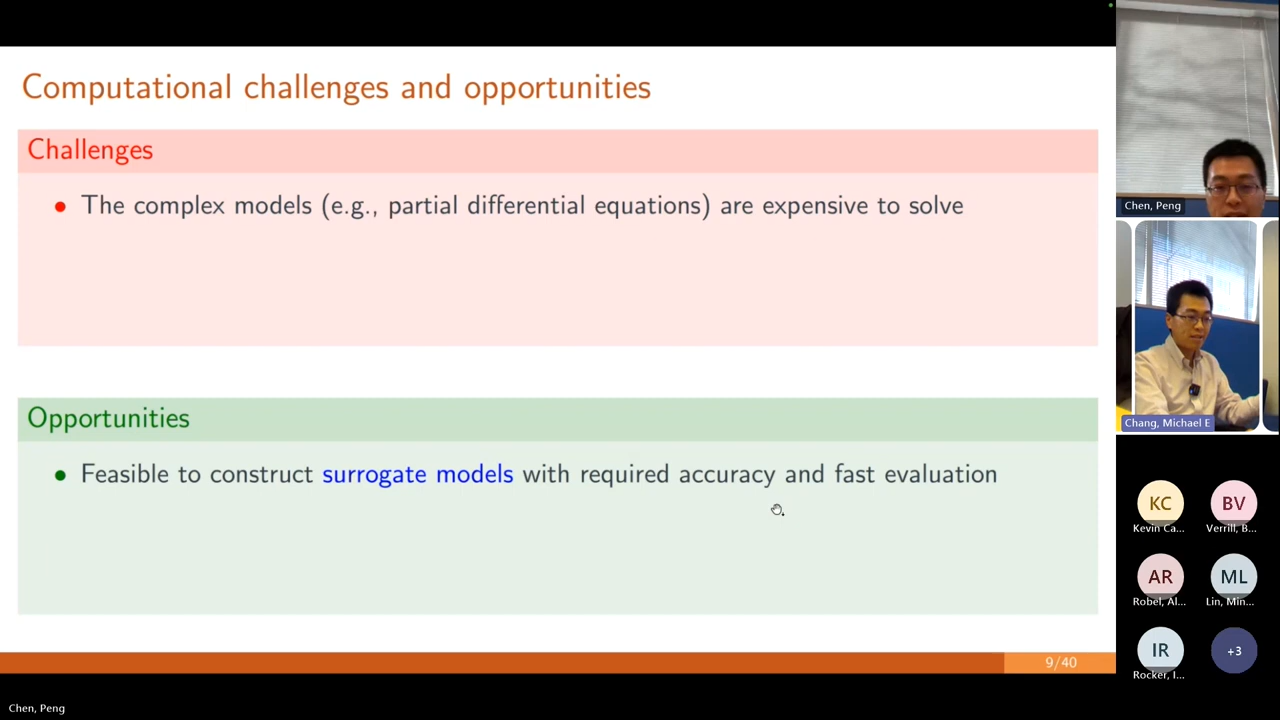 Computational challenges and opportunities
Challenges
• The complex models (e.g., partial differential equations) are expensive to solve
Opportunities
• Feasible to construct surrogate models with required accuracy and fast evaluation
9/40
Chen, Peng
Chen, Peng
Chang, Michael E
KC
Kevin Ca...
BV
Verrill, B...
AR
Robel, Al...
ML
Lin, Min...
IR
Rocker, I...
+3